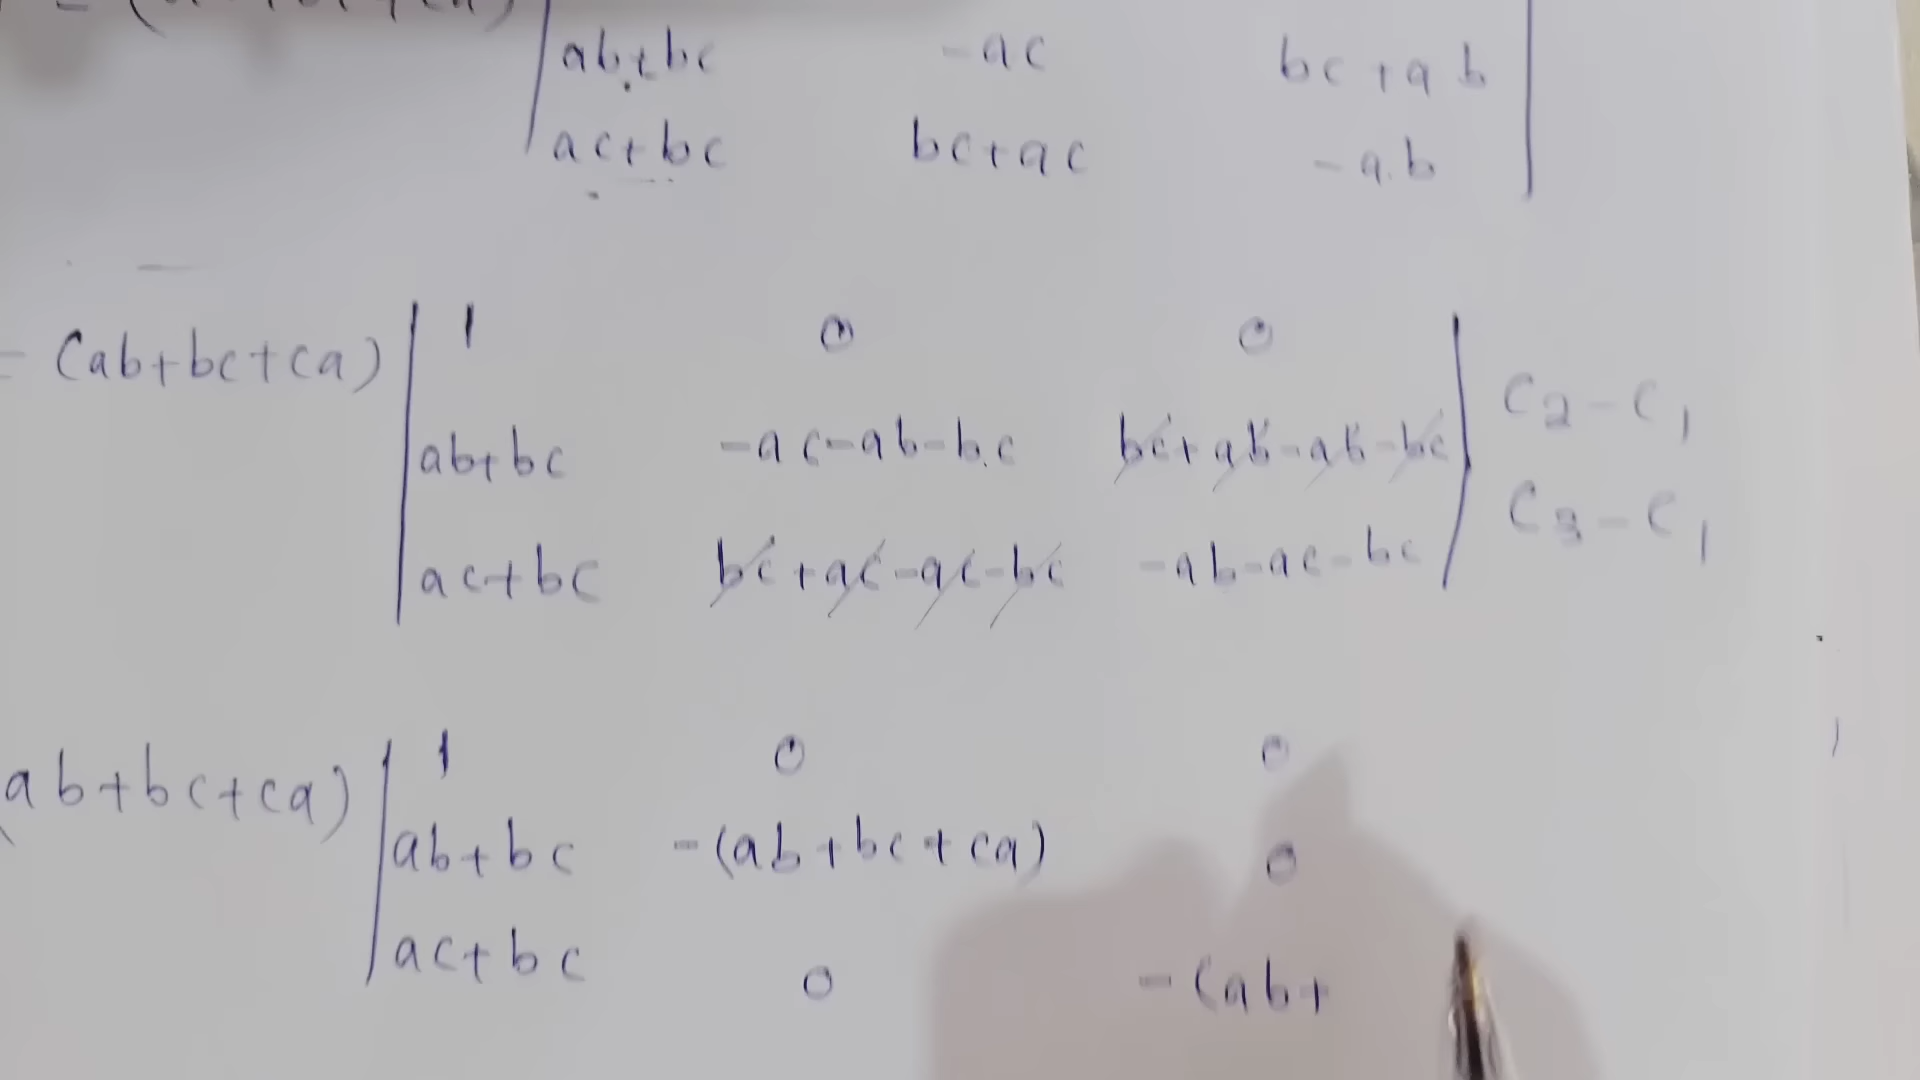 ab+bc -ac bc+ab
ac+bc bc+ac -ab
1 0 0
= (ab+bc+ca)
ab+bc -ac-ab-bc bc+ab-ab-bc C2-C1
ac+bc bc+ac-ac-bc -ab-ac-bc C3-C1
1 0 0
(ab+bc+ca)
ab+bc -(ab+bc+ca) 0
ac+bc 0 -(ab+